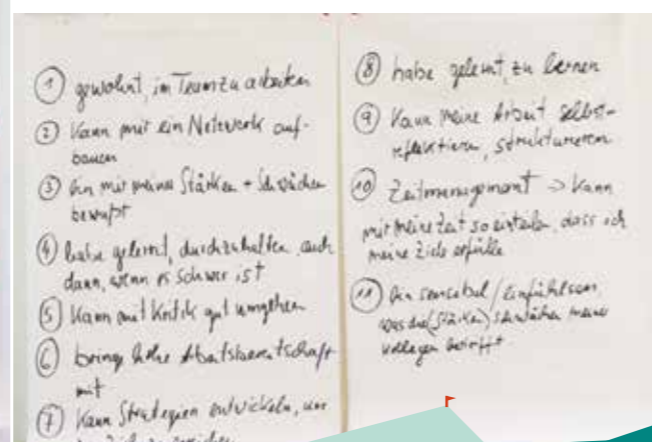 ① gewohnt, im Team zu arbeiten
② Kann mir ein Netzwerk auf-
bauen
③ bin mir meiner Stärken + Schwächen
bewußt
④ habe gelernt, durchzuhalten, auch
dann, wenn es schwer ist
⑤ Kann mit Kritik gut umgehen
⑥ bringe hohe Arbeitsbereitschaft
mit
⑦ Kann Strategien entwickeln, um
⑧ habe gelernt, zu lernen
⑨ Kann meine Arbeit selbst-
reflektieren, strukturieren
⑩ Zeitmanagement → Kann
mir meine Zeit so einteilen, dass ich
meine Ziele erfülle
⑪ bin sensibel / einfühlsam,
was die (Stärken) Schwächen meiner
Kollegen betrifft